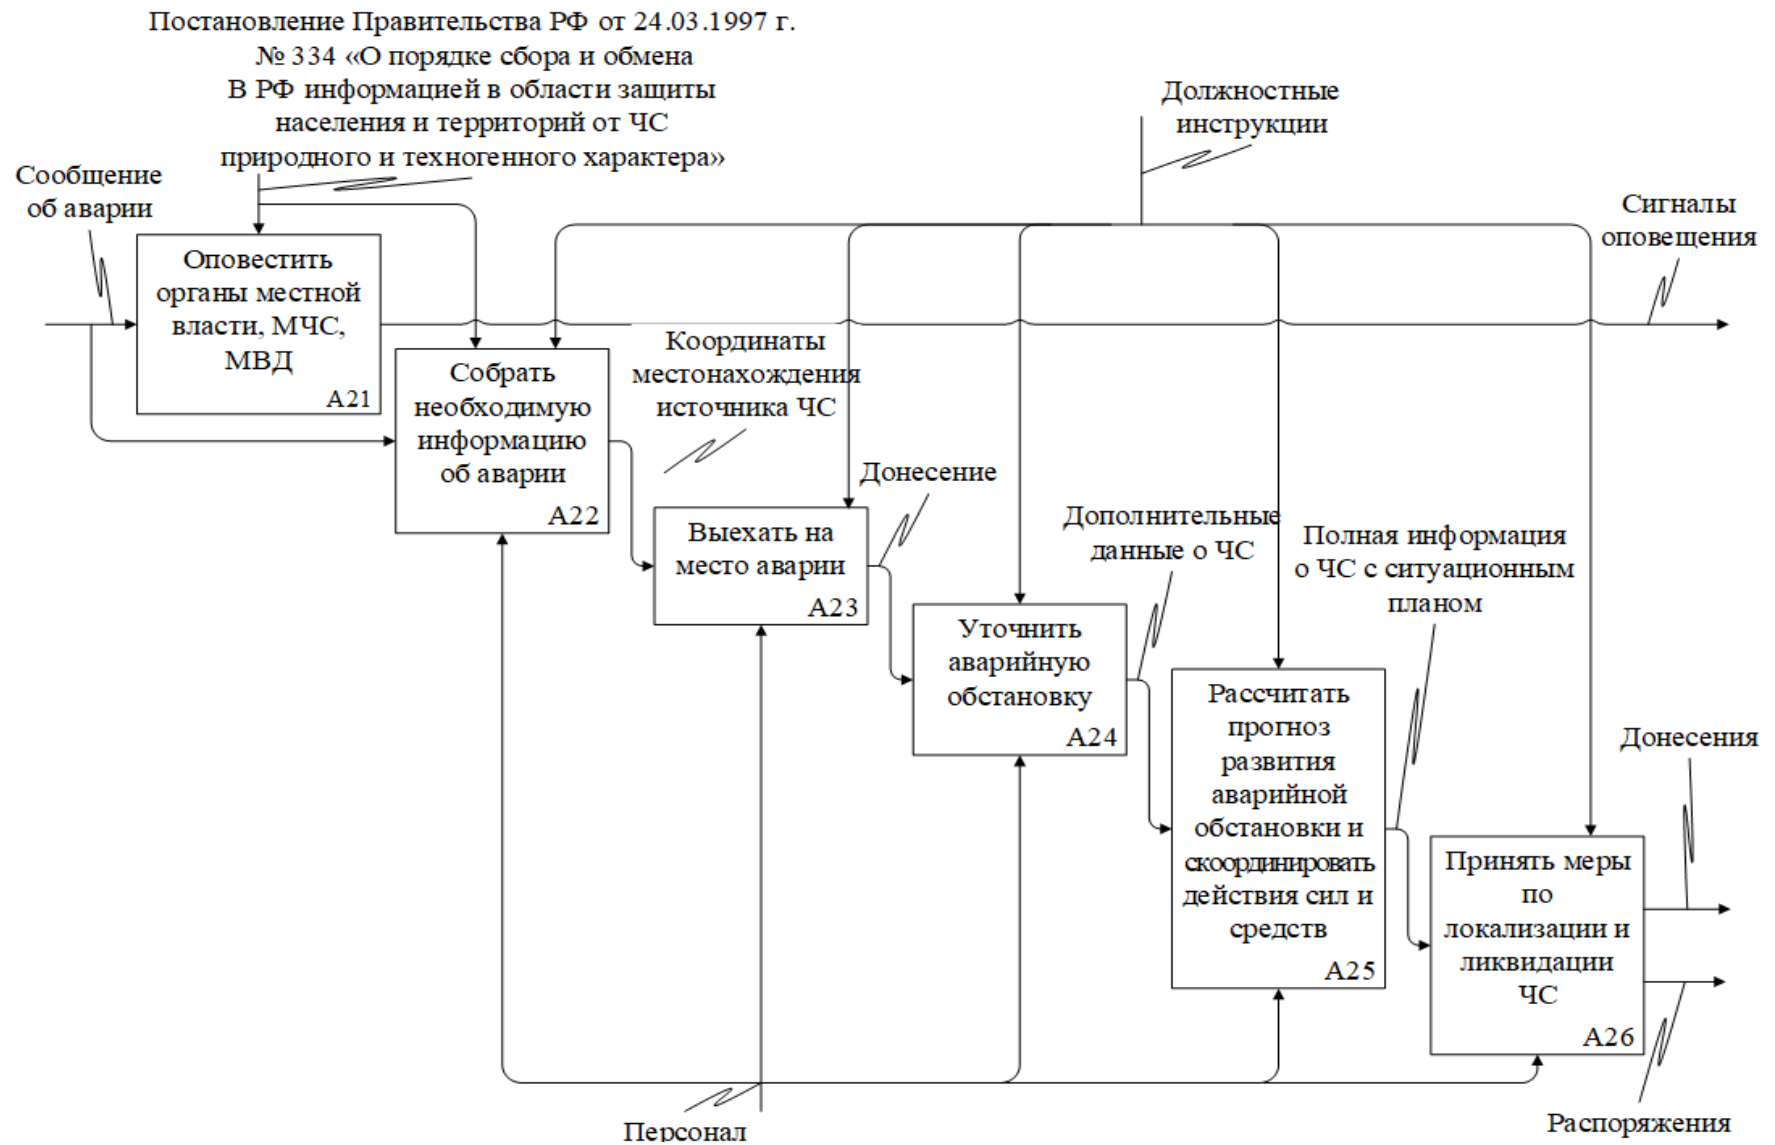 Постановление Правительства РФ от 24.03.1997 г.
№ 334 «О порядке сбора и обмена
В РФ информацией в области защиты
населения и территорий от ЧС
природного и техногенного характера»
Должностные
инструкции
Сообщение
об аварии
Сигналы
оповещения
Оповестить
органы местной
власти, МЧС,
МВД
А21
Координаты
местонахождения
источника ЧС
Собрать
необходимую
информацию
об аварии
А22
Донесение
Выехать на
место аварии
А23
Дополнительные
данные о ЧС
Полная информация
о ЧС с ситуационным
планом
Уточнить
аварийную
обстановку
А24
Рассчитать
прогноз
развития
аварийной
обстановки и
скоординировать
действия сил и
средств
А25
Донесения
Принять меры
по
локализации и
ликвидации
ЧС
А26
Персонал
Распоряжения